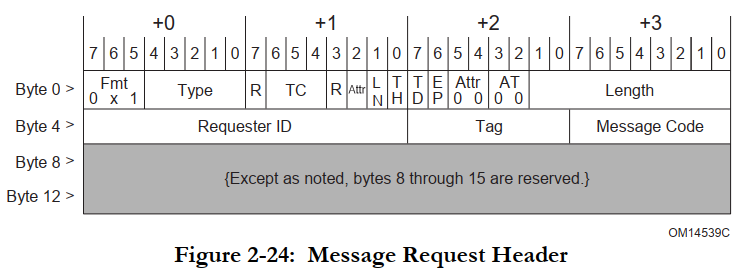 +0 +1 +2 +3
7 6 5 4 3 2 1 0 7 6 5 4 3 2 1 0 7 6 5 4 3 2 1 0 7 6 5 4 3 2 1 0
Byte 0 > Fmt 0 x 1 Type R TC R Attr LN TH TD EP Attr 0 0 AT 0 0 Length
Byte 4 > Requester ID Tag Message Code
Byte 8 >
{Except as noted, bytes 8 through 15 are reserved.}
Byte 12 >
OM14539C
Figure 2-24: Message Request Header